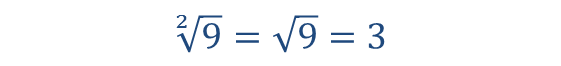 ²√9 = √9 = 3